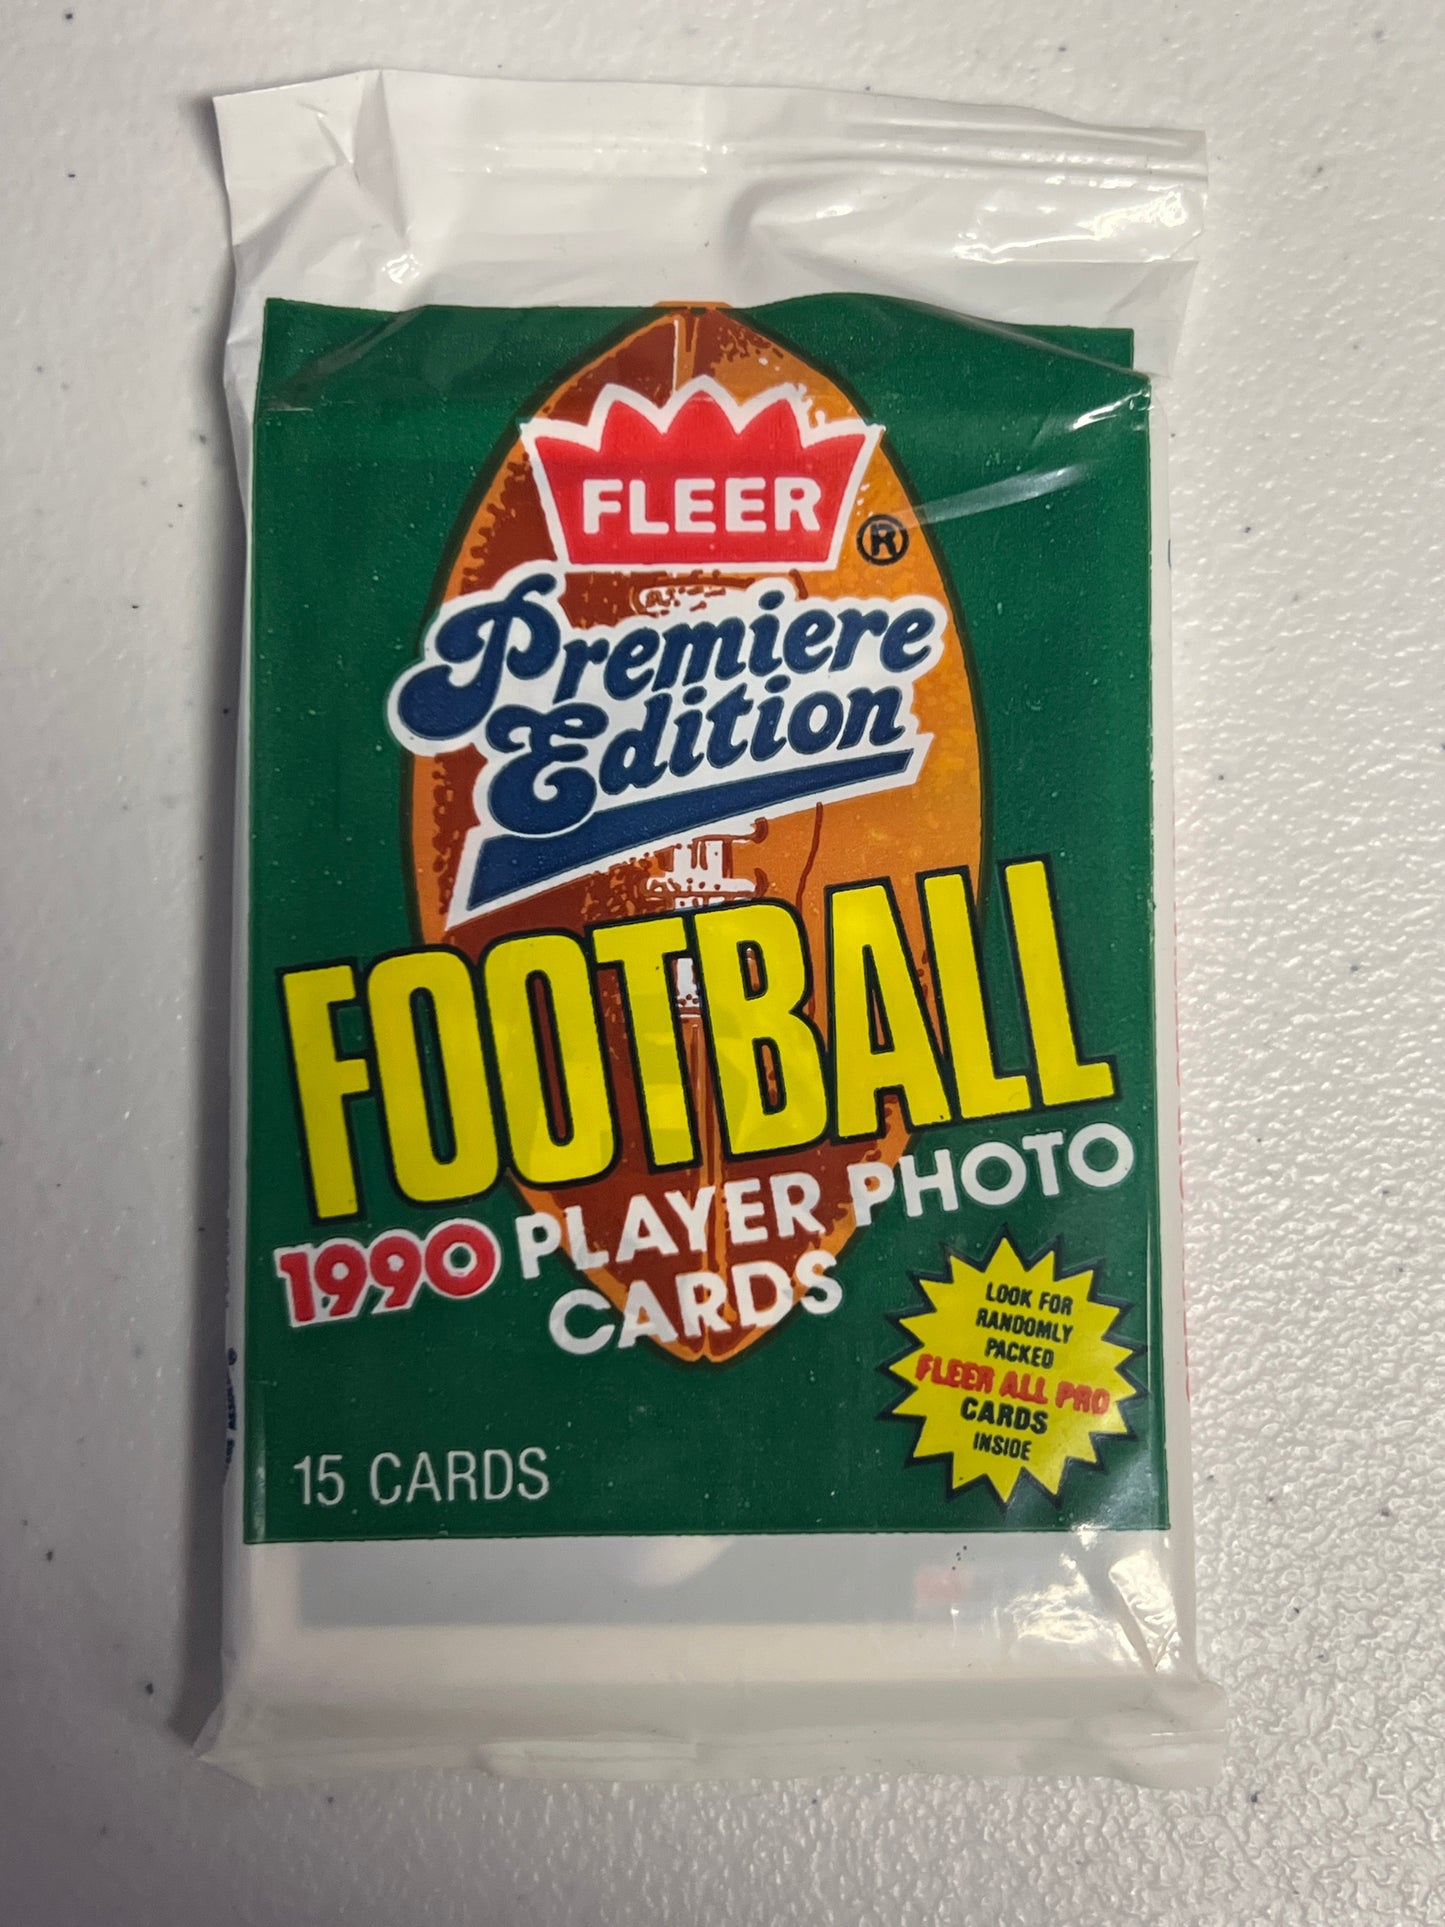 FLEER
®
Premiere
Edition
FOOTBALL
1990 PLAYER PHOTO
CARDS
LOOK FOR
RANDOMLY
PACKED
FLEER ALL PRO
CARDS
INSIDE
15 CARDS